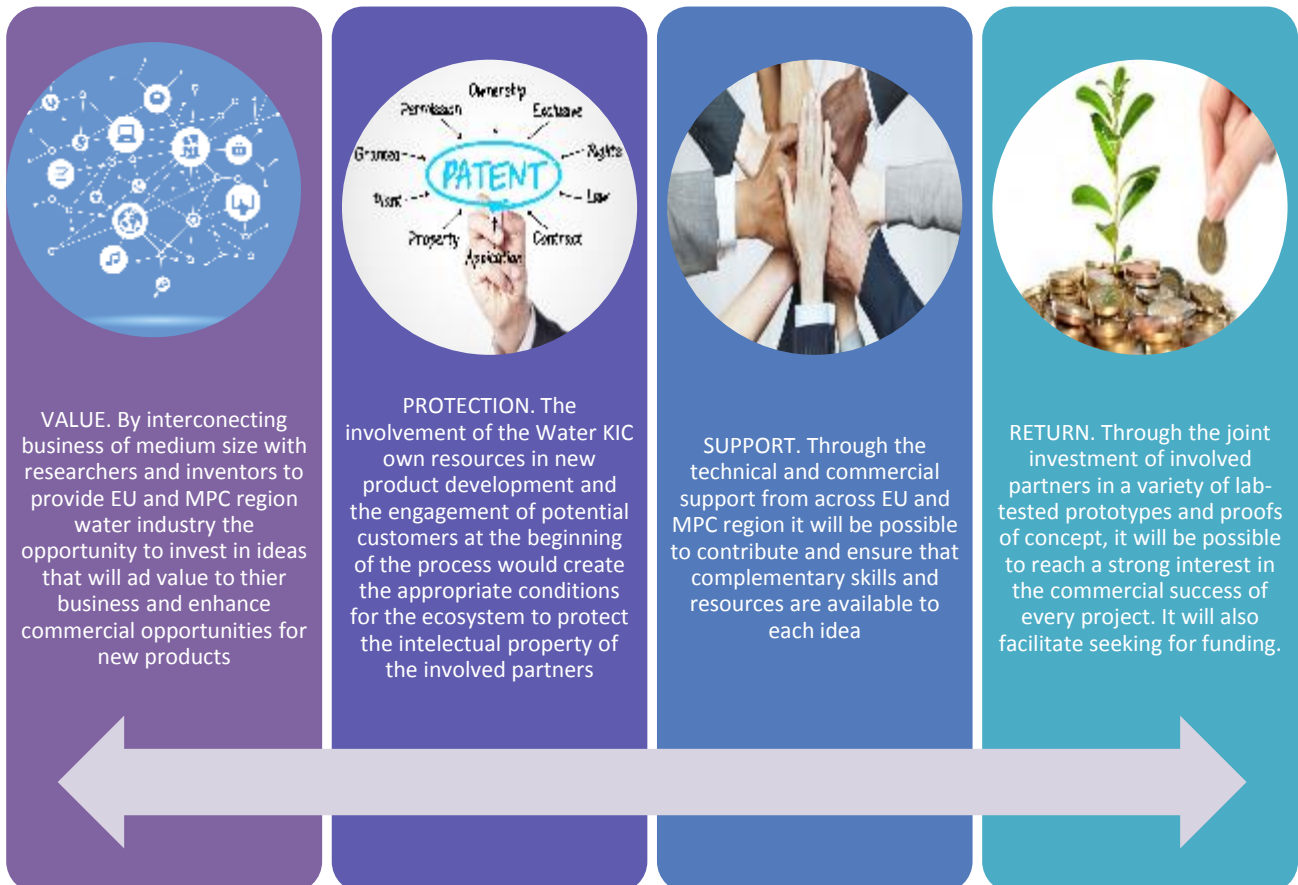 Ownership
Permission
Exclusive
Rights
PATENT
Law
Property
Contract
VALUE. By interconecting
business of medium size with
researchers and inventors to
provide EU and MPC region
water industry the
opportunity to invest in ideas
that will ad value to thier
business and enhance
commercial opportunities for
new products
PROTECTION. The
involvement of the Water KIC
own resources in new
product development and
the engagement of potential
customers at the beginning
of the process would create
the appropriate conditions
for the ecosystem to protect
the intelectual property of
the involved partners
SUPPORT. Through the
technical and commercial
support from across EU and
MPC region it will be possible
to contribute and ensure that
complementary skills and
resources are available to
each idea
RETURN. Through the joint
investment of involved
partners in a variety of lab-
tested prototypes and proofs
of concept, it will be possible
to reach a strong interest in
the commercial success of
every project. It will also
facilitate seeking for funding.